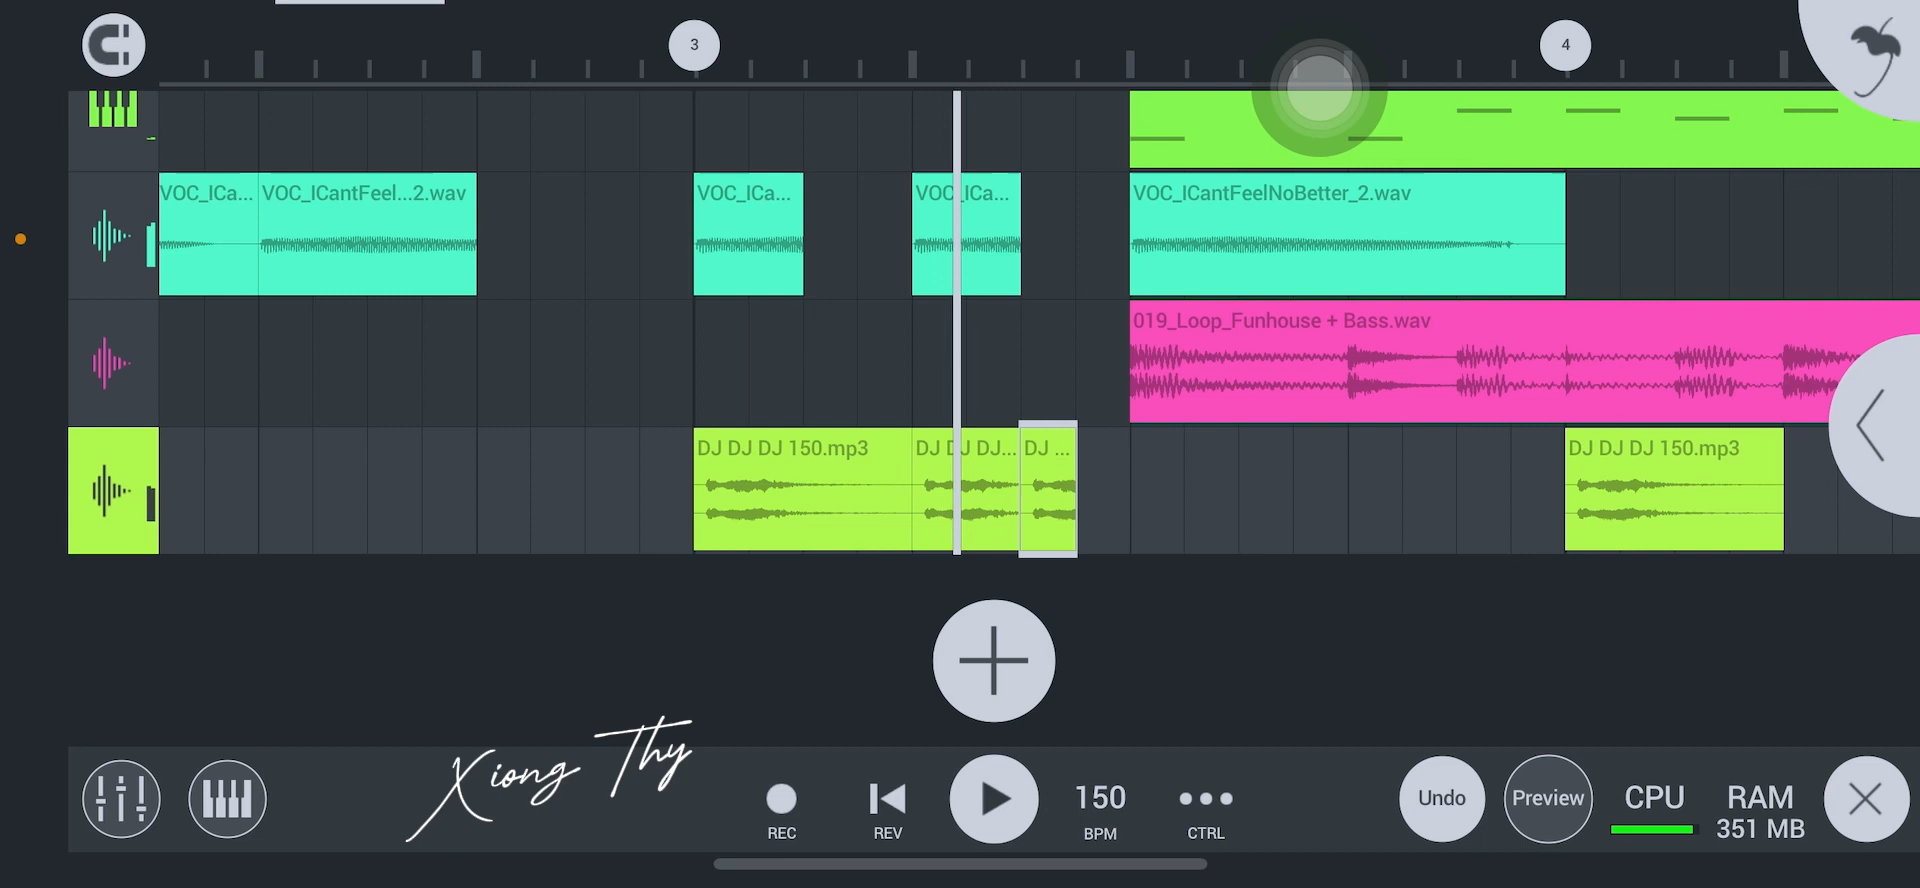 3
4
VOC_ICa...
VOC_ICantFeel...2.wav
VOC_ICa...
VOC_ICa...
VOC_ICantFeelNoBetter_2.wav
019_Loop_Funhouse + Bass.wav
DJ DJ DJ 150.mp3
DJ DJ DJ...
DJ ...
DJ DJ DJ 150.mp3
Xiong Thy
REC
REV
150
BPM
CTRL
Undo
Preview
CPU
RAM
351 MB